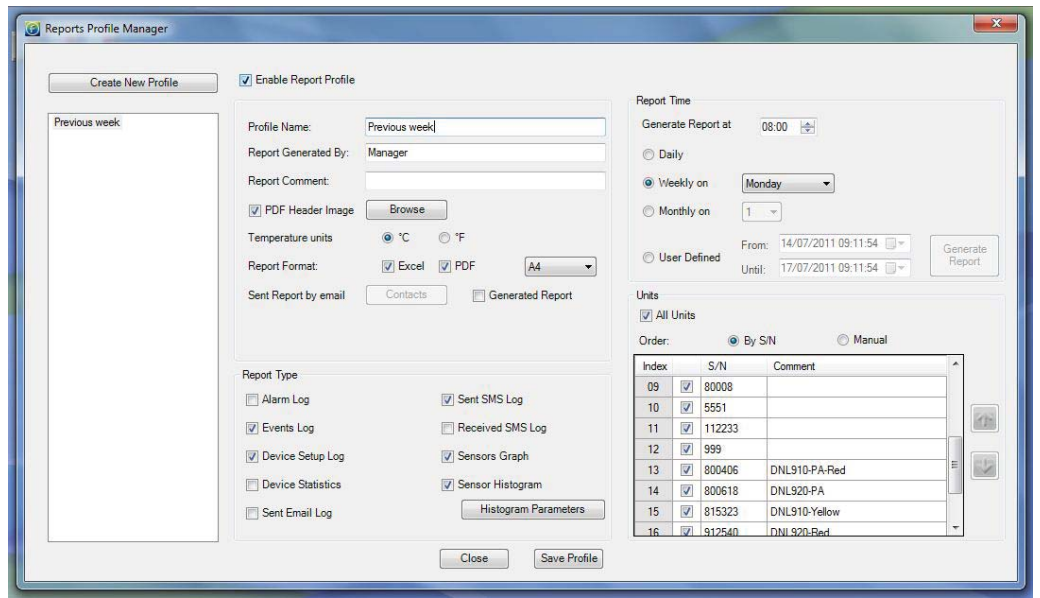 Reports Profile Manager
Create New Profile
Enable Report Profile
Previous week
Profile Name: Previous week
Report Generated By: Manager
Report Comment:
PDF Header Image Browse
Temperature units °C °F
Report Format: Excel PDF A4
Sent Report by email Contacts Generated Report
Report Type
Alarm Log Sent SMS Log
Events Log Received SMS Log
Device Setup Log Sensors Graph
Device Statistics Sensor Histogram
Sent Email Log Histogram Parameters
Report Time
Generate Report at 08:00
Daily
Weekly on Monday
Monthly on 1
User Defined From: 14/07/2011 09:11:54
Until: 17/07/2011 09:11:54
Generate Report
Units
All Units
Order: By S/N Manual
Index S/N Comment
09 80008
10 5551
11 112233
12 999
13 800406 DNL910-PA-Red
14 800618 DNL920-PA
15 815323 DNL910-Yellow
16 912540 DNL920-Red
Close Save Profile